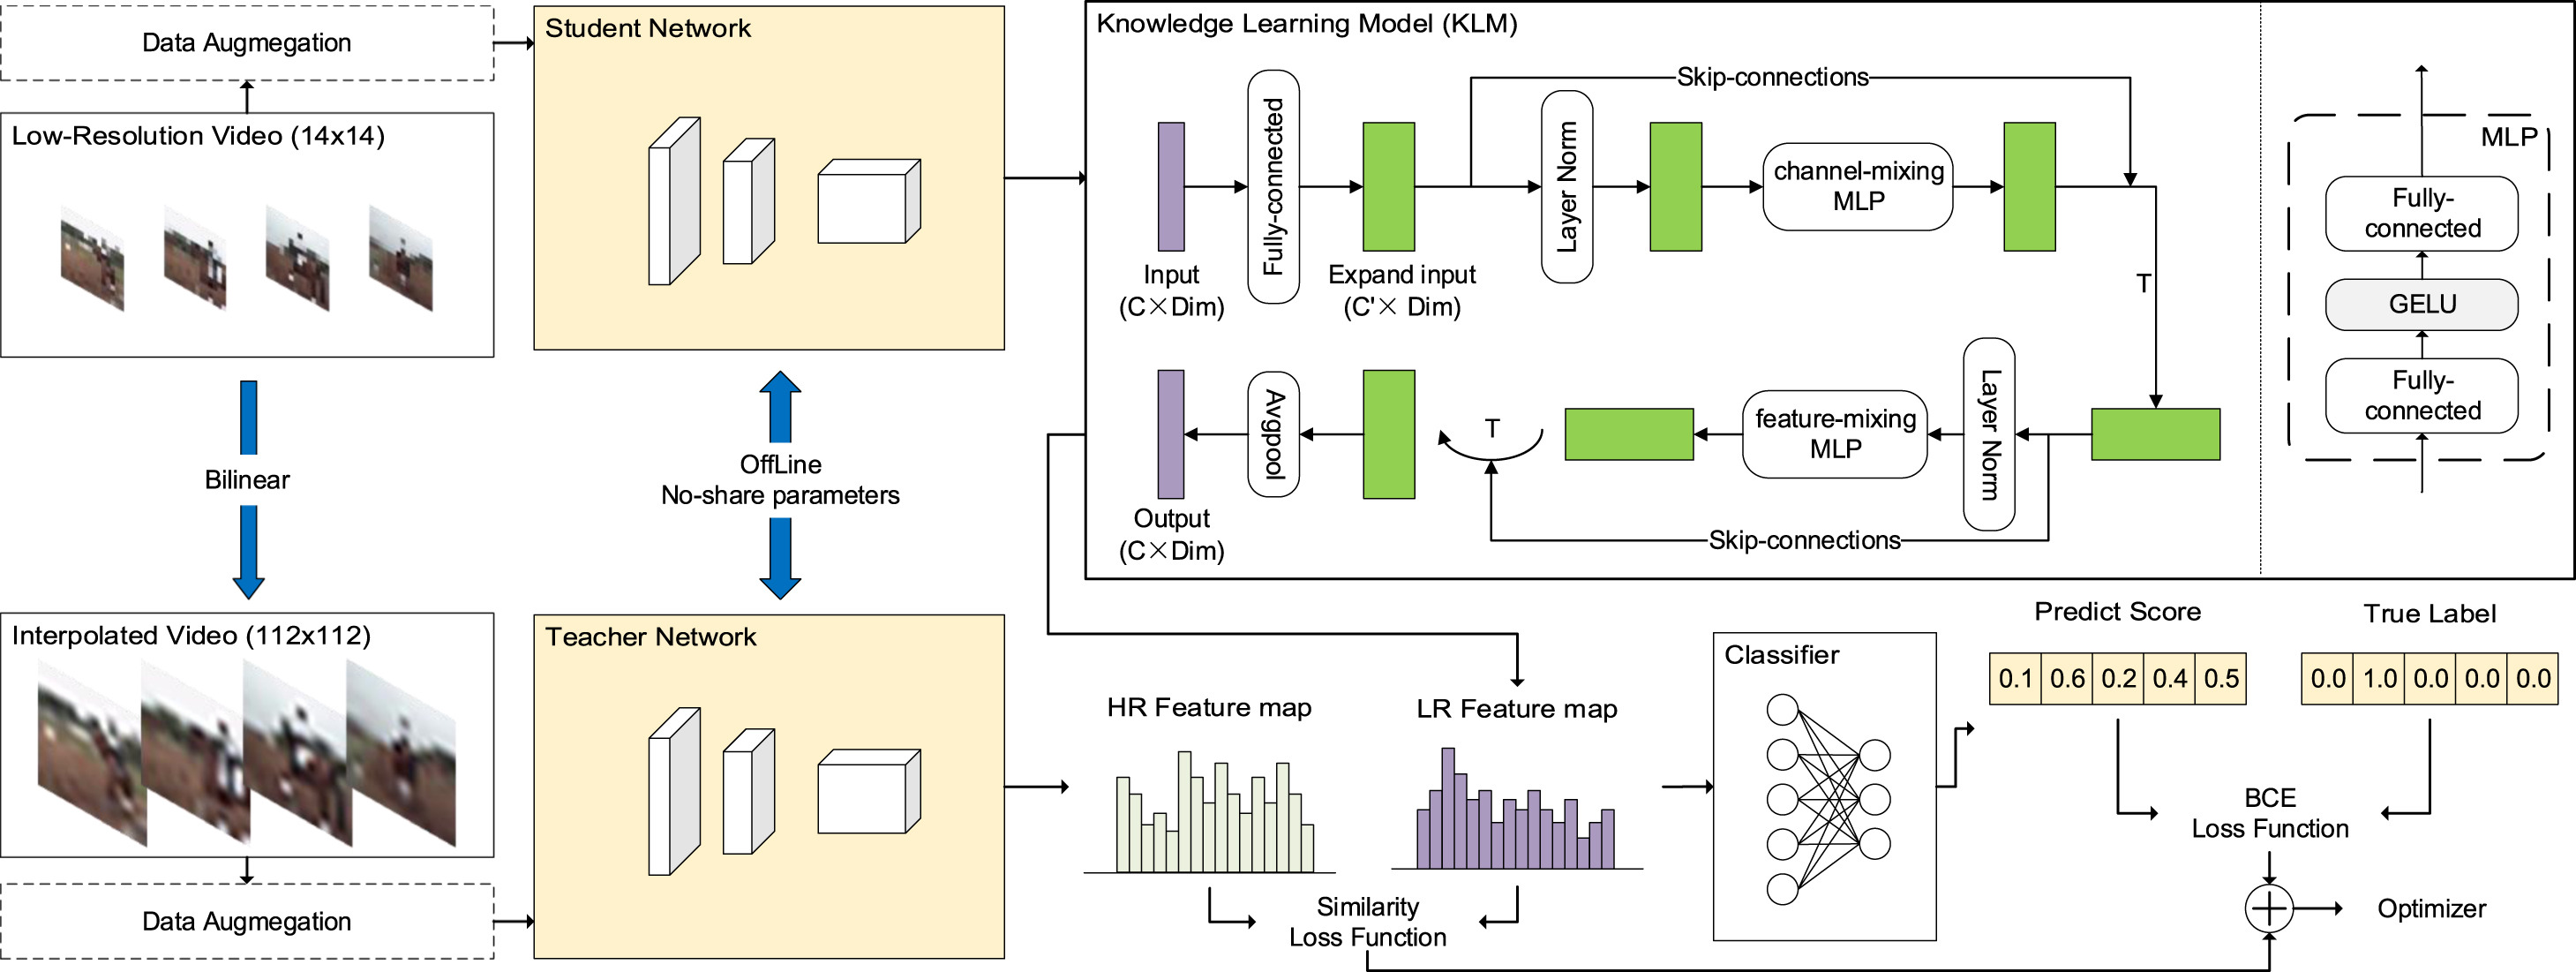 Data Augmegation
Low-Resolution Video (14x14)
Bilinear
Interpolated Video (112x112)
Data Augmegation
Student Network
OffLine
No-share parameters
Teacher Network
Knowledge Learning Model (KLM)
Skip-connections
Input
(C×Dim)
Fully-connected
Expand input
(C'× Dim)
Layer Norm
channel-mixing
MLP
T
Layer Norm
feature-mixing
MLP
T
Skip-connections
Avgpool
Output
(C×Dim)
MLP
Fully-
connected
GELU
Fully-
connected
HR Feature map
LR Feature map
Similarity
Loss Function
Classifier
Predict Score
0.1 0.6 0.2 0.4 0.5
True Label
0.0 1.0 0.0 0.0 0.0
BCE
Loss Function
Optimizer